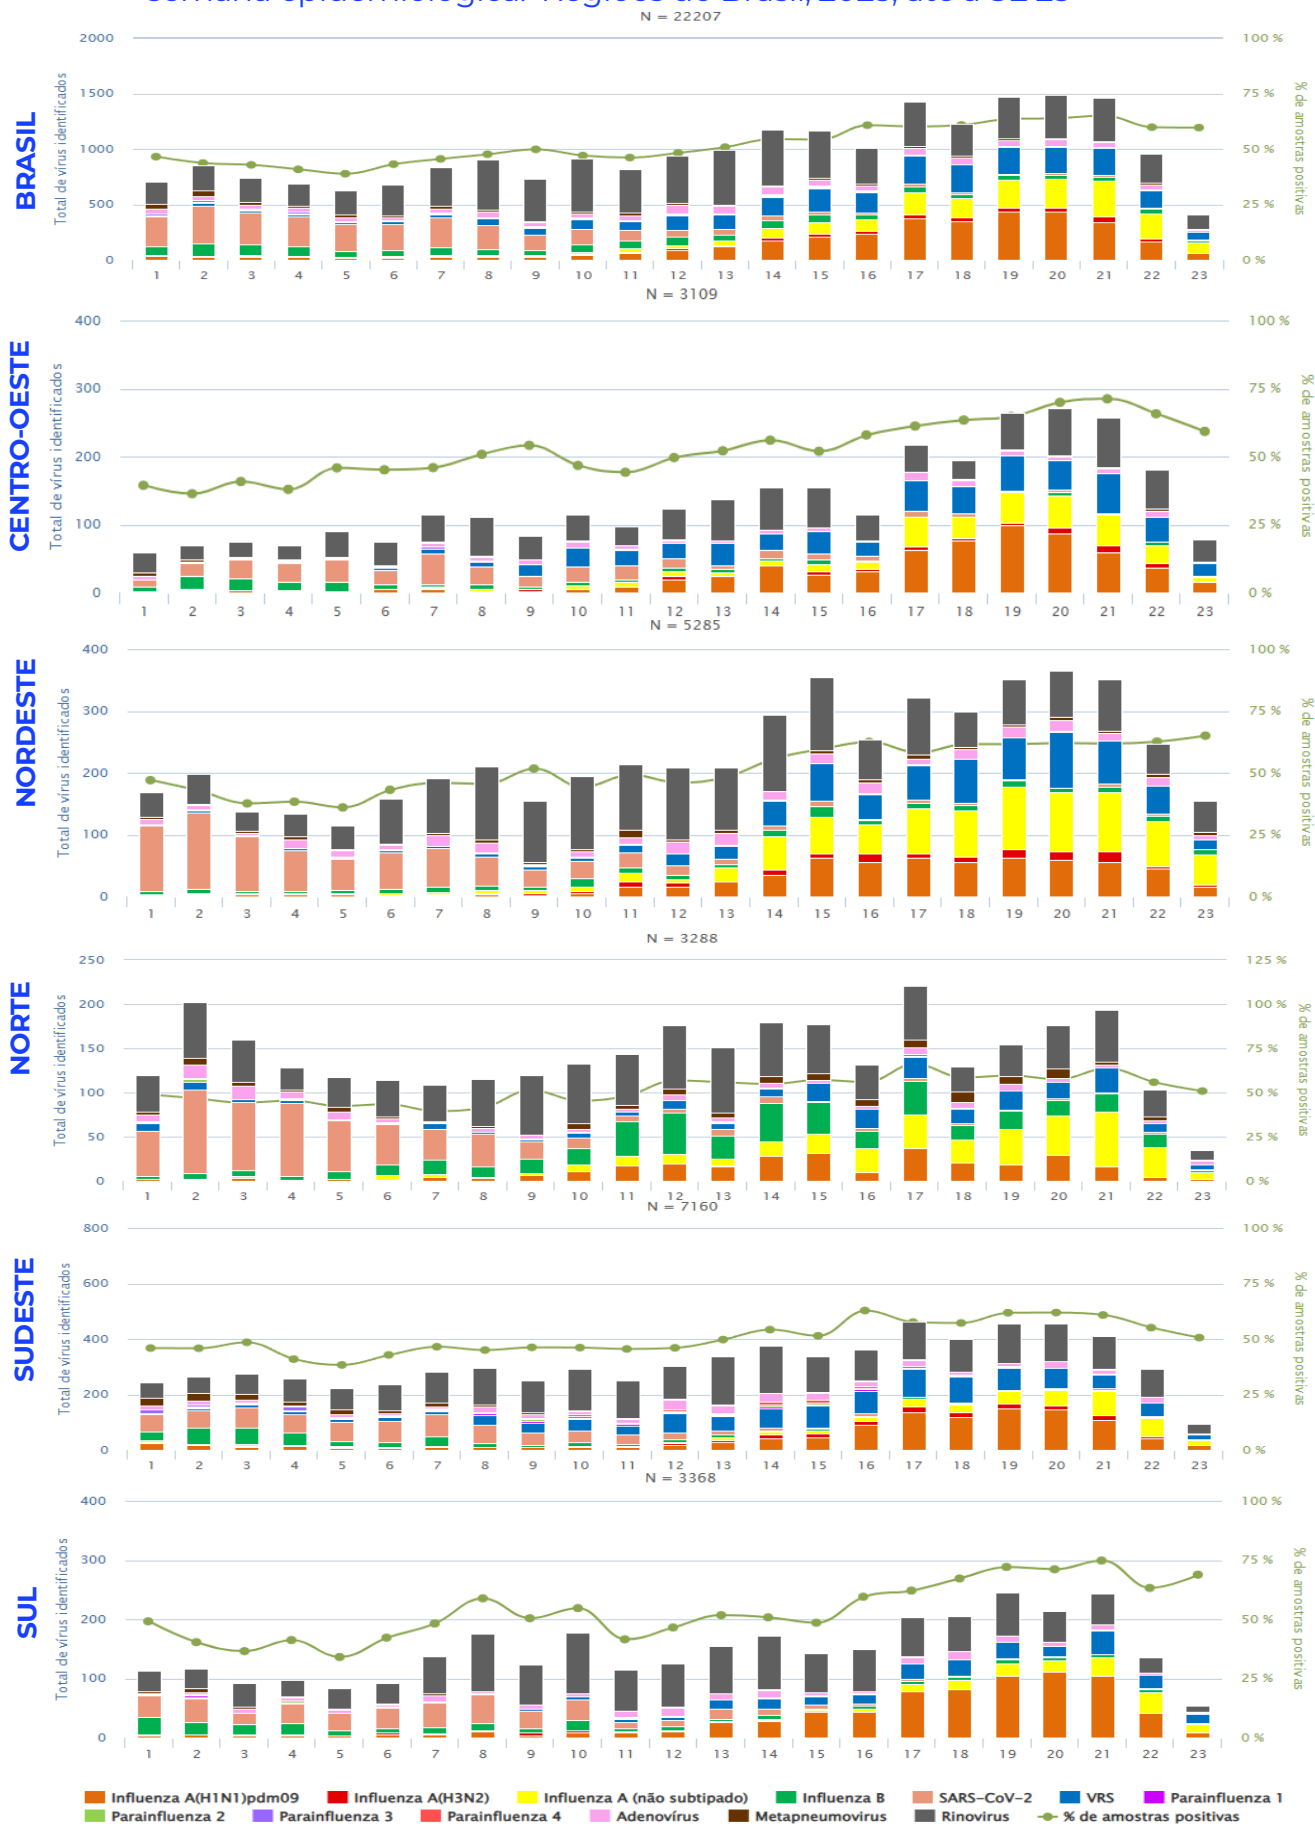 semana epidemiológica. Regiões do Brasil, 2025, até a SE 23
N = 22207
BRASIL
Total de vírus identificados
2000
1500
1000
500
0
100 %
75 %
50 %
25 %
0 %
% de amostras positivas
1 2 3 4 5 6 7 8 9 10 11 12 13 14 15 16 17 18 19 20 21 22 23
N = 3109
CENTRO-OESTE
Total de vírus identificados
400
300
200
100
0
100 %
75 %
50 %
25 %
0 %
% de amostras positivas
1 2 3 4 5 6 7 8 9 10 11 12 13 14 15 16 17 18 19 20 21 22 23
N = 5285
NORDESTE
Total de vírus identificados
400
300
200
100
0
100 %
75 %
50 %
25 %
0 %
% de amostras positivas
1 2 3 4 5 6 7 8 9 10 11 12 13 14 15 16 17 18 19 20 21 22 23
N = 3288
NORTE
Total de vírus identificados
250
200
150
100
50
0
125 %
100 %
75 %
50 %
25 %
0 %
% de amostras positivas
1 2 3 4 5 6 7 8 9 10 11 12 13 14 15 16 17 18 19 20 21 22 23
N = 7160
SUDESTE
Total de vírus identificados
800
600
400
200
0
100 %
75 %
50 %
25 %
0 %
% de amostras positivas
1 2 3 4 5 6 7 8 9 10 11 12 13 14 15 16 17 18 19 20 21 22 23
N = 3368
SUL
Total de vírus identificados
400
300
200
100
0
100 %
75 %
50 %
25 %
0 %
% de amostras positivas
1 2 3 4 5 6 7 8 9 10 11 12 13 14 15 16 17 18 19 20 21 22 23
Influenza A(H1N1)pdm09 Influenza A(H3N2) Influenza A (não subtipado) Influenza B SARS-CoV-2 VRS Parainfluenza 1
Parainfluenza 2 Parainfluenza 3 Parainfluenza 4 Adenovírus Metapneumovirus Rinovirus % de amostras positivas